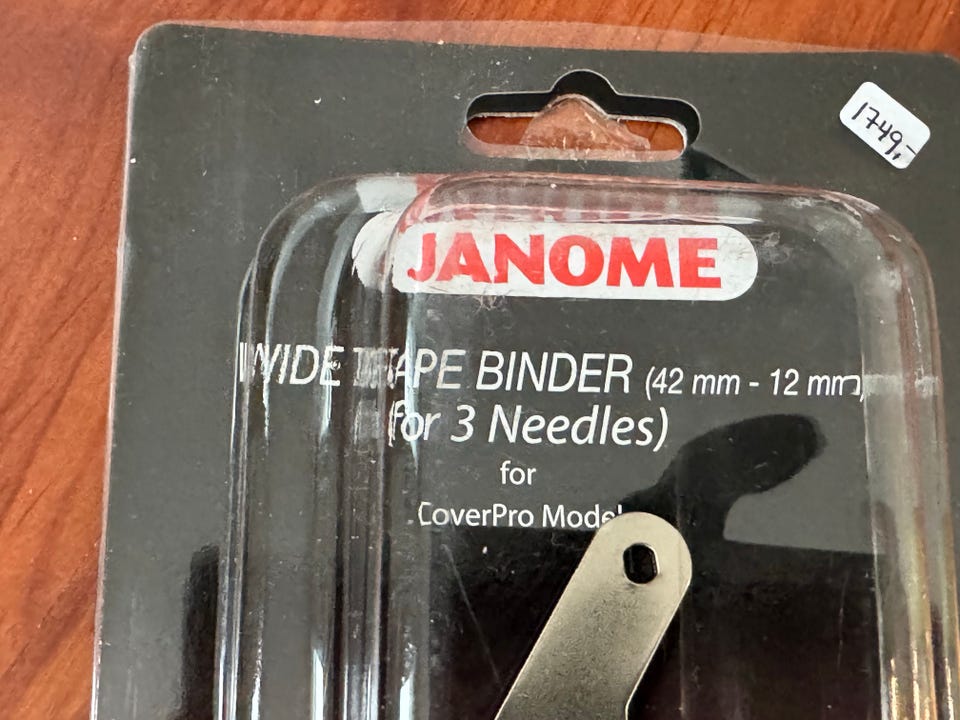 1749,-
JANOME
WIDE TAPE BINDER (42 mm - 12 mm)
(for 3 Needles)
for
CoverPro Model